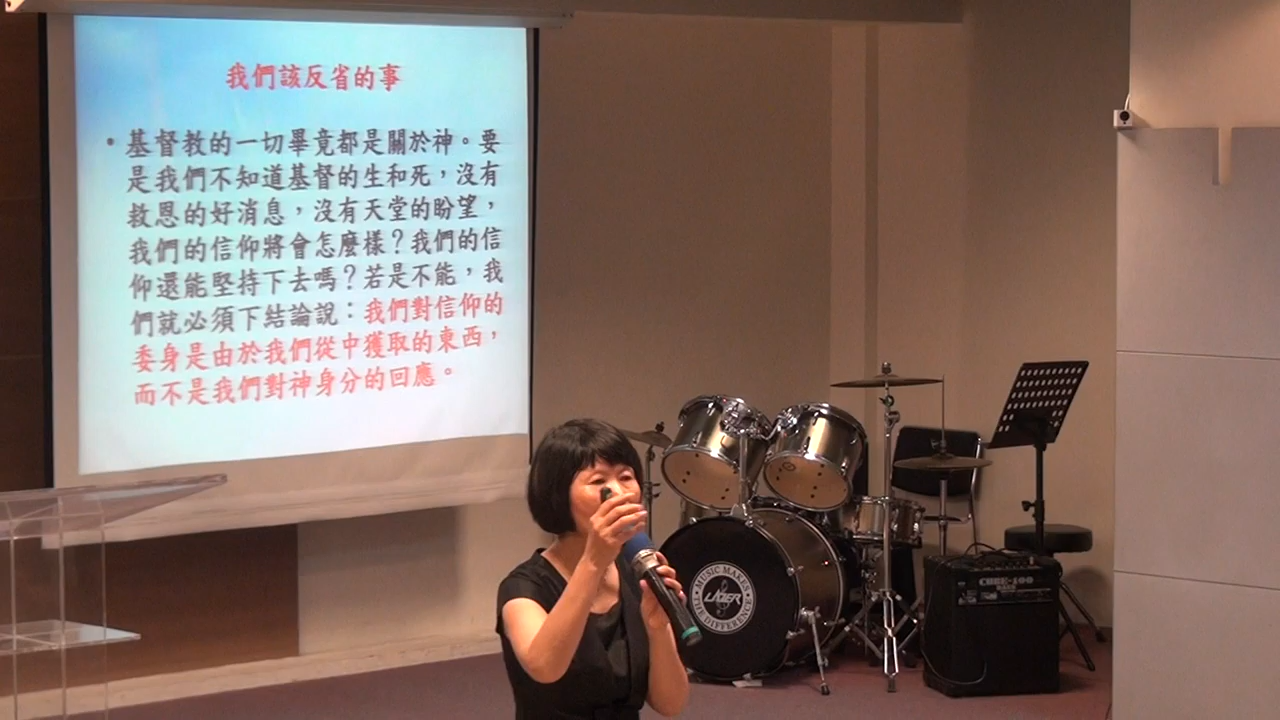 我們該反省的事
• 基督教的一切畢竟都是關於神。要
是我們不知道基督的生和死，沒有
救恩的好消息，沒有天堂的盼望，
我們的信仰將會怎麼樣？我們的信
仰還能堅持下去嗎？若是不能，我
們就必須下結論說：我們對信仰的
委身是由於我們從中獲取的東西，
而不是我們對神身分的回應。
MUSIC MAKES
THE DIFFERENCE
CUBE-100
BASS